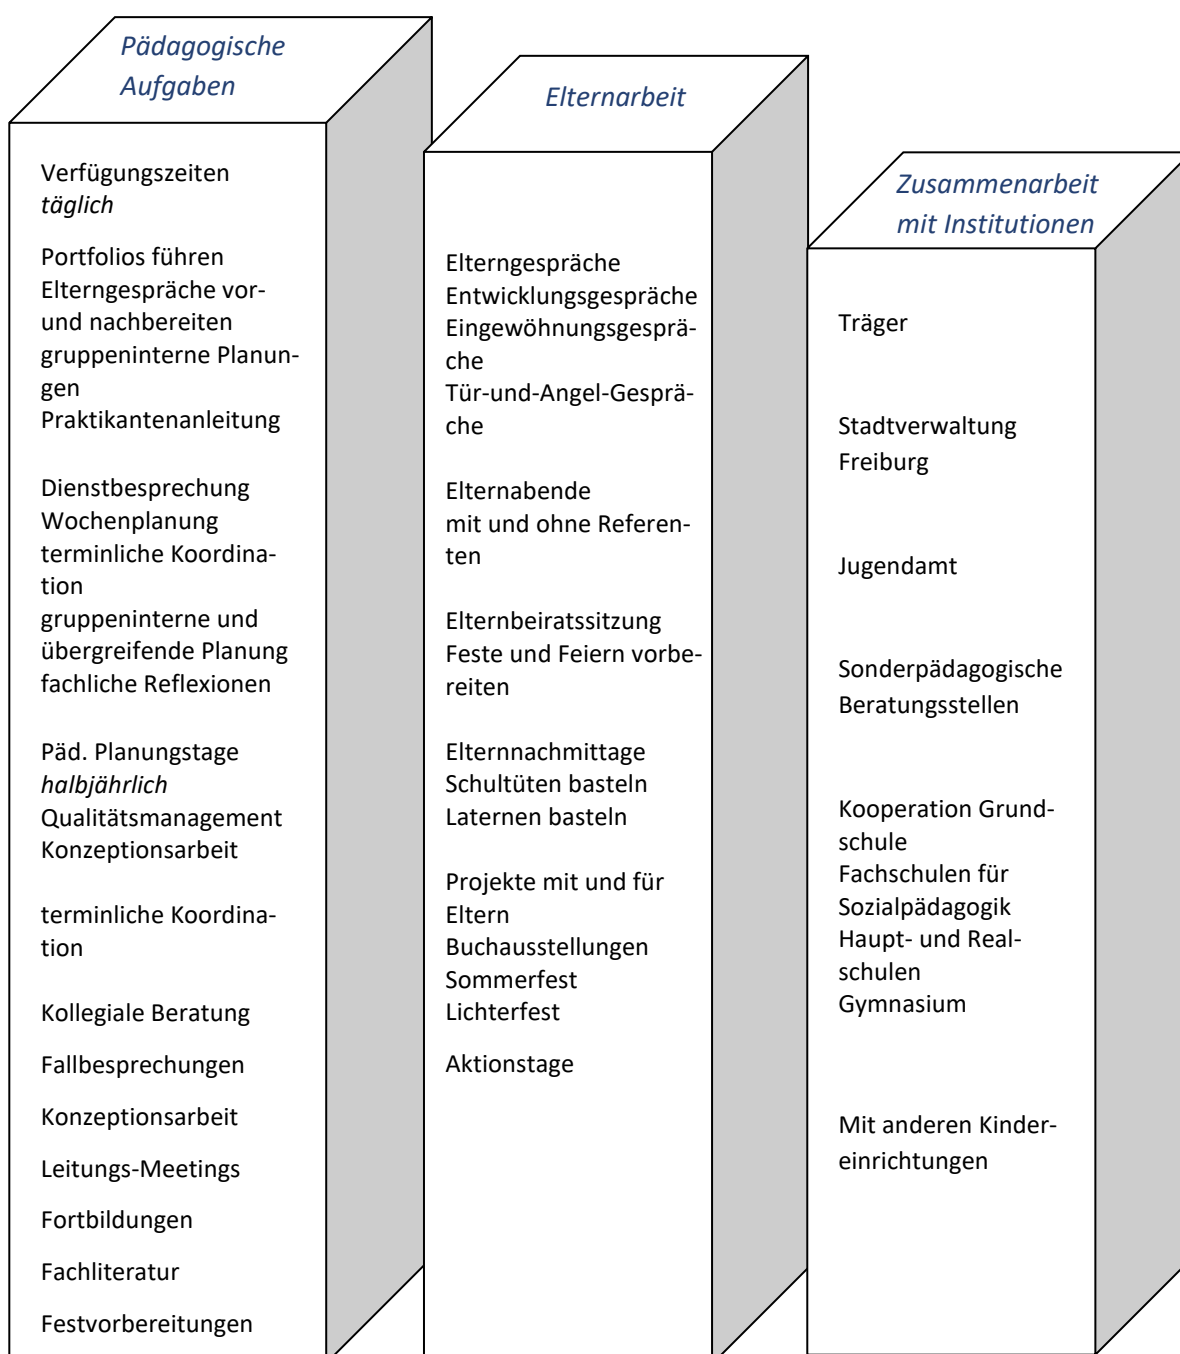 Pädagogische
Aufgaben
Verfügungszeiten
täglich
Portfolios führen
Elterngespräche vor-
und nachbereiten
gruppeninterne Planun-
gen
Praktikantenanleitung
Dienstbesprechung
Wochenplanung
terminliche Koordina-
tion
gruppeninterne und
übergreifende Planung
fachliche Reflexionen
Päd. Planungstage
halbjährlich
Qualitätsmanagement
Konzeptionsarbeit
terminliche Koordina-
tion
Kollegiale Beratung
Fallbesprechungen
Konzeptionsarbeit
Leitungs-Meetings
Fortbildungen
Fachliteratur
Festvorbereitungen
Elternarbeit
Elterngespräche
Entwicklungsgespräche
Eingewöhnungsgesprä-
che
Tür-und-Angel-Gesprä-
che
Elternabende
mit und ohne Referen-
ten
Elternbeiratssitzung
Feste und Feiern vorbe-
reiten
Elternnachmittage
Schultüten basteln
Laternen basteln
Projekte mit und für
Eltern
Buchausstellungen
Sommerfest
Lichterfest
Aktionstage
Zusammenarbeit
mit Institutionen
Träger
Stadtverwaltung
Freiburg
Jugendamt
Sonderpädagogische
Beratungsstellen
Kooperation Grund-
schule
Fachschulen für
Sozialpädagogik
Haupt- und Real-
schulen
Gymnasium
Mit anderen Kinder-
einrichtungen